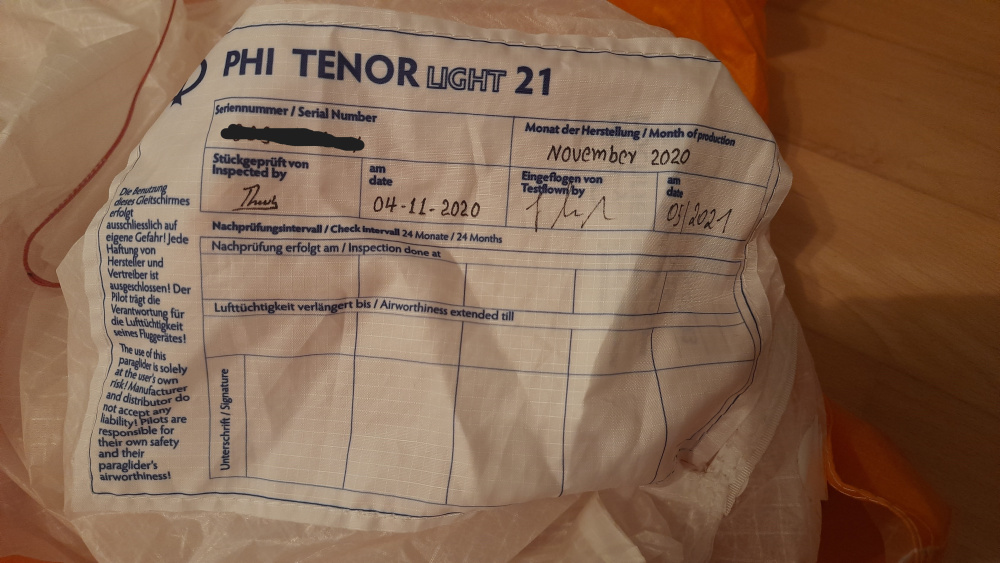 PHI TENOR LIGHT 21
Seriennummer / Serial Number
Monat der Herstellung / Month of production
November 2020
Stückgeprüft von
Inspected by
am
date
04-11-2020
Eingeflogen von
Testflown by
am
date
05/2021
Nachprüfungsintervall / Check Intervall 24 Monate / 24 Months
Nachprüfung erfolgt am / Inspection done at
Lufttüchtigkeit verlängert bis / Airworthiness extended till
Unterschrift / Signature
Die Benutzung
dieses Gleitschirmes
erfolgt
ausschliesslich auf
eigene Gefahr! Jede
Haftung von
Hersteller und
Vertreiber ist
ausgeschlossen! Der
Pilot trägt die
Verantwortung für
die Lufttüchtigkeit
seines Fluggerätes!
The use of this
paraglider is solely
at the user's own
risk! Manufacturer
and distributor do
not accept any
liability! Pilots are
responsible for
their own safety
and their
paraglider's
airworthiness!